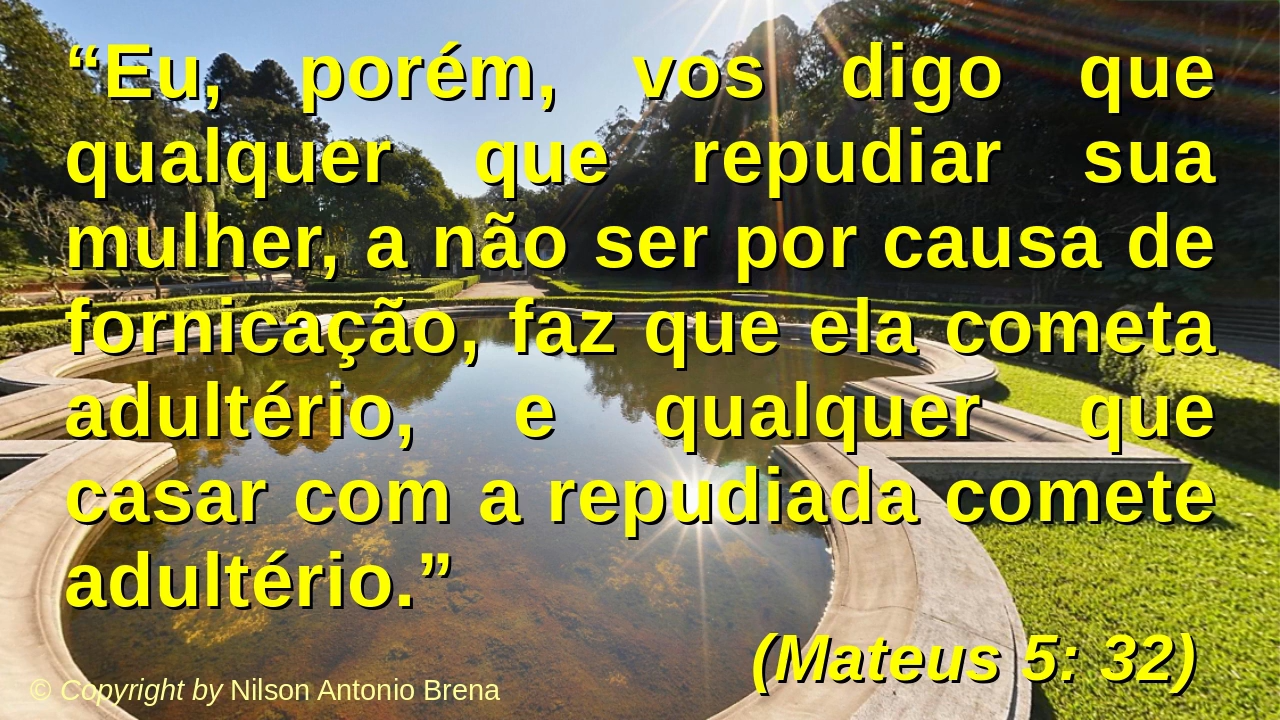 “Eu, porém, vos digo que
qualquer que repudiar sua
mulher, a não ser por causa de
fornicação, faz que ela cometa
adultério, e qualquer que
casar com a repudiada comete
adultério.”
(Mateus 5: 32)
© Copyright by Nilson Antonio Brena